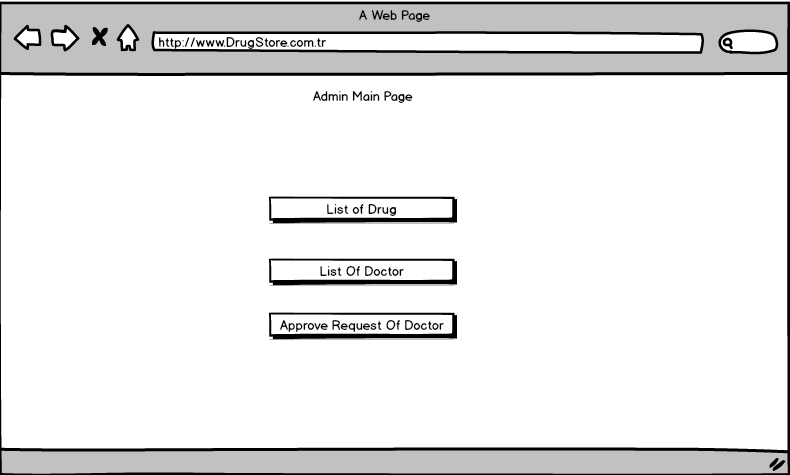 A Web Page
http://www.DrugStore.com.tr
Admin Main Page
List of Drug
List Of Doctor
Approve Request Of Doctor